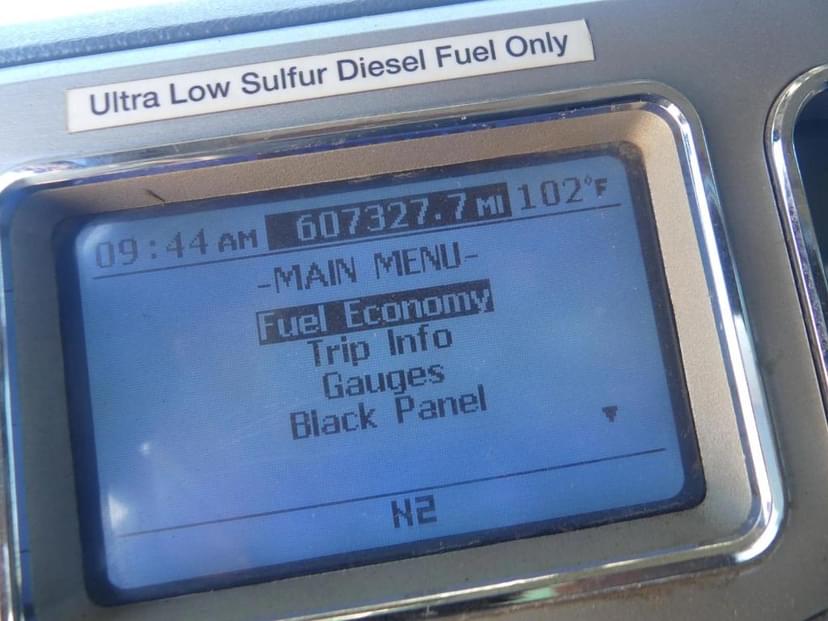 Ultra Low Sulfur Diesel Fuel Only
09:44 AM 607327.7 MI 102°F
-MAIN MENU-
Fuel Economy
Trip Info
Gauges
Black Panel
N2